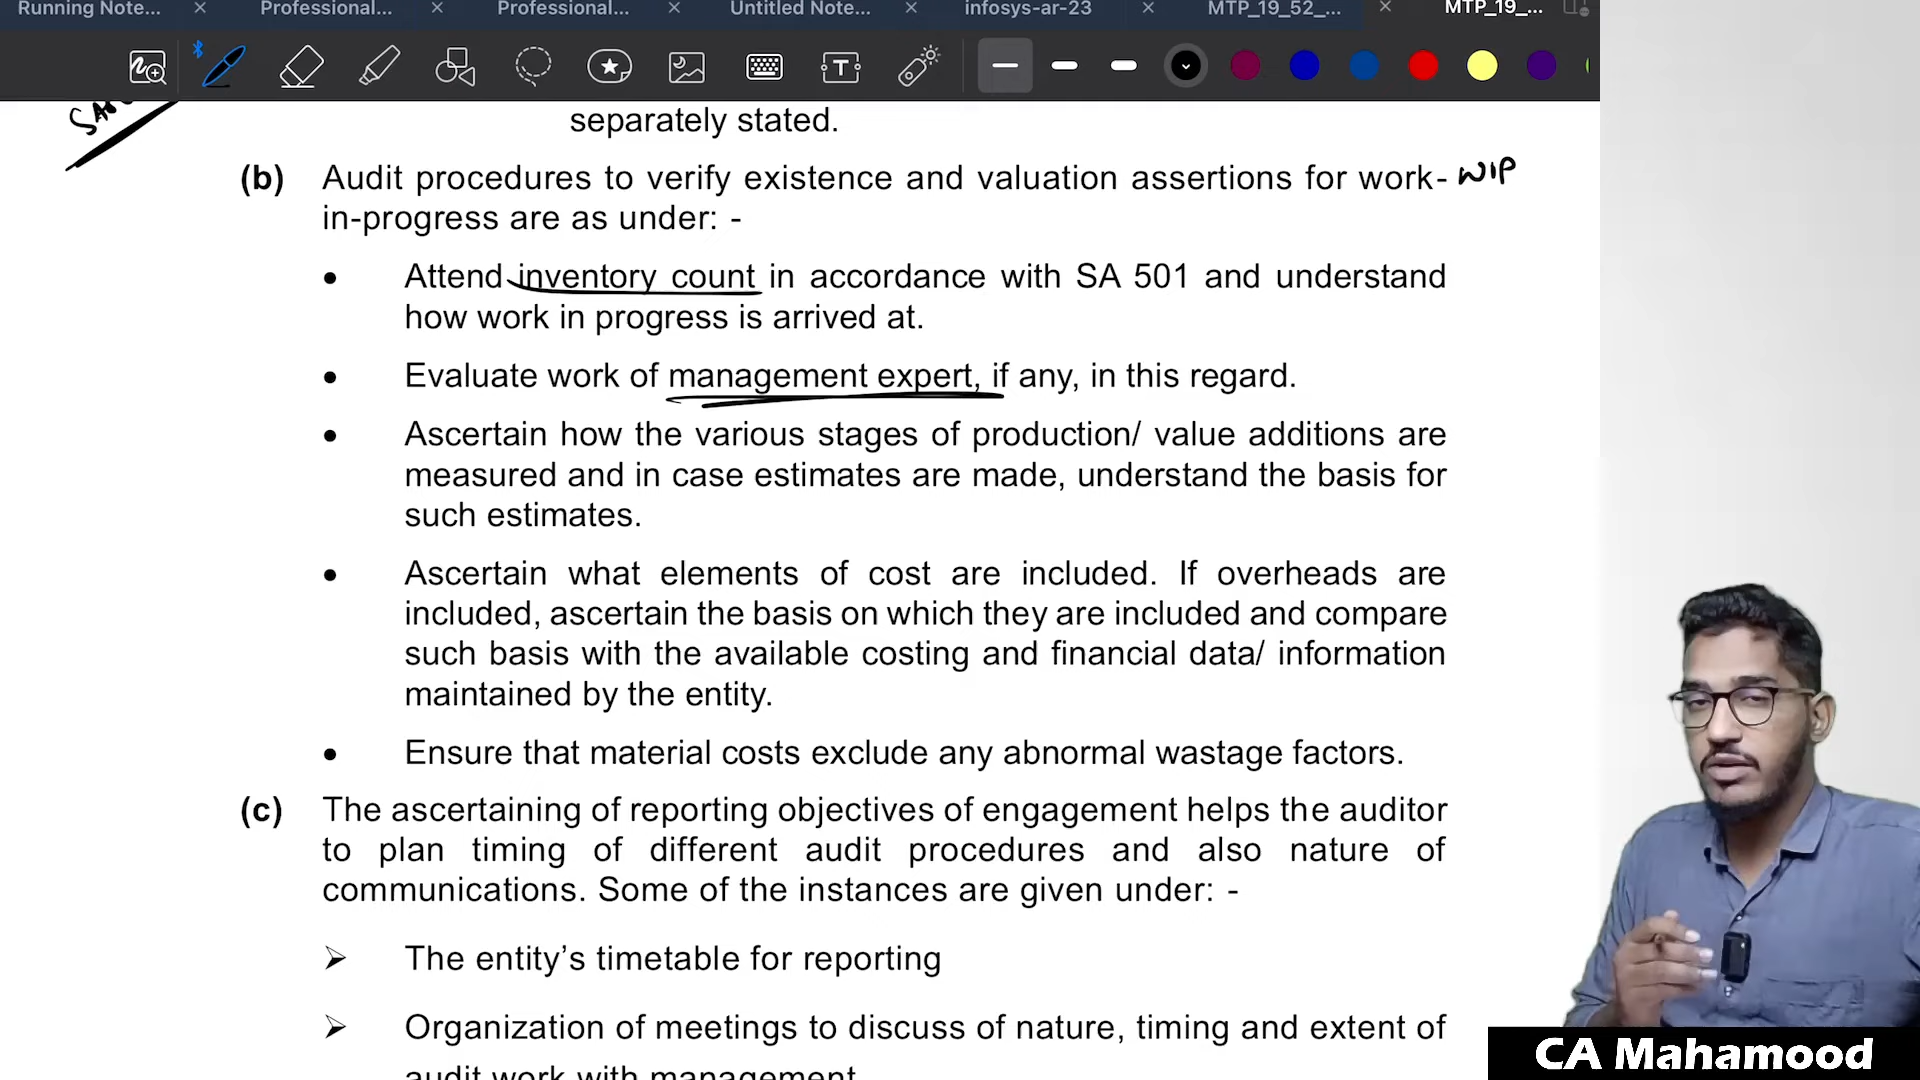 Running Note...
Professional...
Professional...
Untitled Note...
infosys-ar-23
MTP_19_52_...
MTP_19_...
separately stated.
(b) Audit procedures to verify existence and valuation assertions for work- WIP
in-progress are as under: -
• Attend inventory count in accordance with SA 501 and understand
how work in progress is arrived at.
• Evaluate work of management expert, if any, in this regard.
• Ascertain how the various stages of production/ value additions are
measured and in case estimates are made, understand the basis for
such estimates.
• Ascertain what elements of cost are included. If overheads are
included, ascertain the basis on which they are included and compare
such basis with the available costing and financial data/ information
maintained by the entity.
• Ensure that material costs exclude any abnormal wastage factors.
(c) The ascertaining of reporting objectives of engagement helps the auditor
to plan timing of different audit procedures and also nature of
communications. Some of the instances are given under: -
➢ The entity’s timetable for reporting
➢ Organization of meetings to discuss of nature, timing and extent of
audit work with management
CA Mahamood